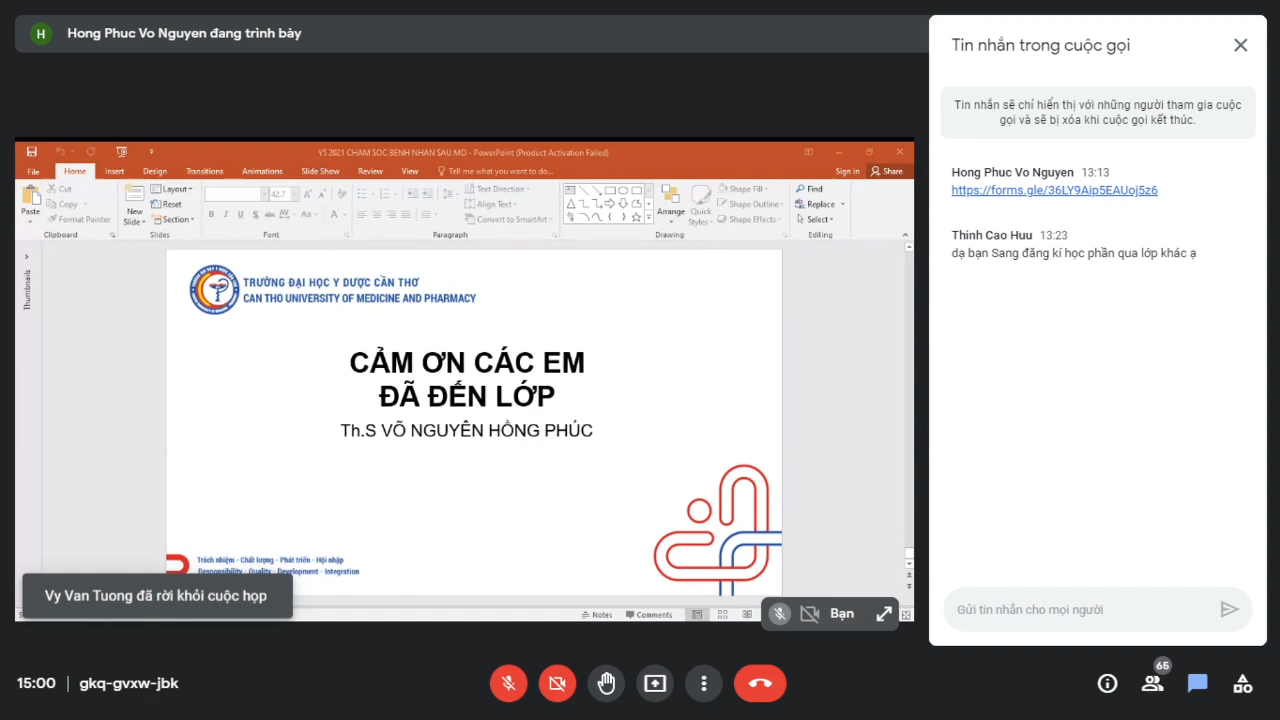 H
Hong Phuc Vo Nguyen đang trình bày
Y5 2021 CHAM SOC BENH NHAN SAU MO - PowerPoint (Product Activation Failed)
File
Home
Insert
Design
Transitions
Animations
Slide Show
Review
View
Tell me what you want to do...
Sign in
Share
Paste
Cut
Copy
Format Painter
Clipboard
New
Slide
Layout
Reset
Section
Slides
42.7
Font
Text Direction
Align Text
Convert to SmartArt
Paragraph
Arrange
Quick
Styles
Shape Fill
Shape Outline
Shape Effects
Drawing
Find
Replace
Select
Editing
Thumbnails
TRƯỜNG ĐẠI HỌC Y DƯỢC CẦN THƠ
CAN THO UNIVERSITY OF MEDICINE AND PHARMACY
CẢM ƠN CÁC EM
ĐÃ ĐẾN LỚP
Th.S VÕ NGUYÊN HỒNG PHÚC
Trách nhiệm - Chất lượng - Phát triển - Hội nhập
Responsibility - Quality - Development - Integration
Vy Van Tuong đã rời khỏi cuộc họp
Notes
Comments
Bạn
15:00 | gkq-gvxw-jbk
65
Tin nhắn trong cuộc gọi
Tin nhắn sẽ chỉ hiển thị với những người tham gia cuộc
gọi và sẽ bị xóa khi cuộc gọi kết thúc.
Hong Phuc Vo Nguyen 13:13
https://forms.gle/36LY9Aip5EAUoj5z6
Thinh Cao Huu 13:23
dạ bạn Sang đăng kí học phần qua lớp khác ạ
Gửi tin nhắn cho mọi người